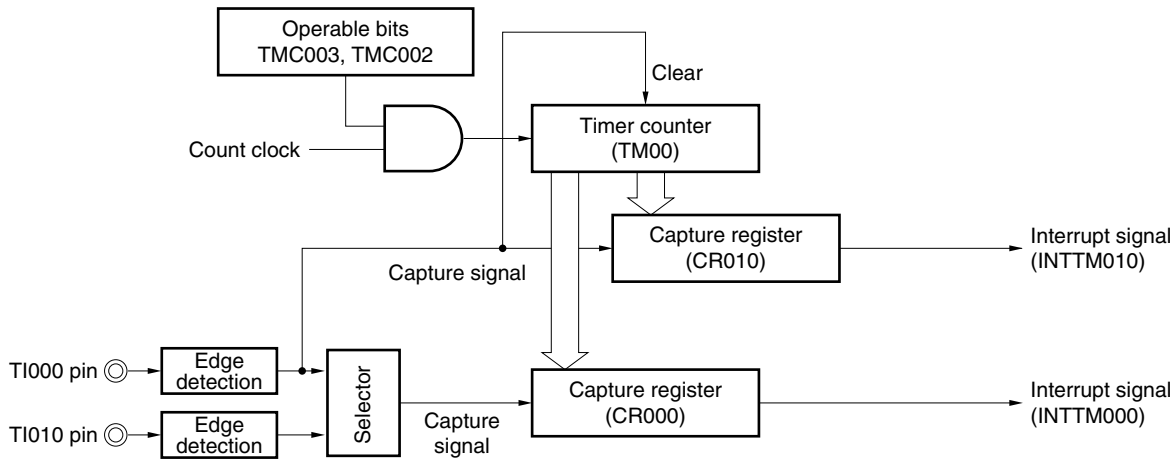 Operable bits
TMC003, TMC002
Clear
Timer counter
(TM00)
Count clock
Capture register
(CR010)
Interrupt signal
(INTTM010)
Capture signal
TI000 pin
Edge
detection
Selector
Capture register
(CR000)
Interrupt signal
(INTTM000)
TI010 pin
Edge
detection
Capture
signal